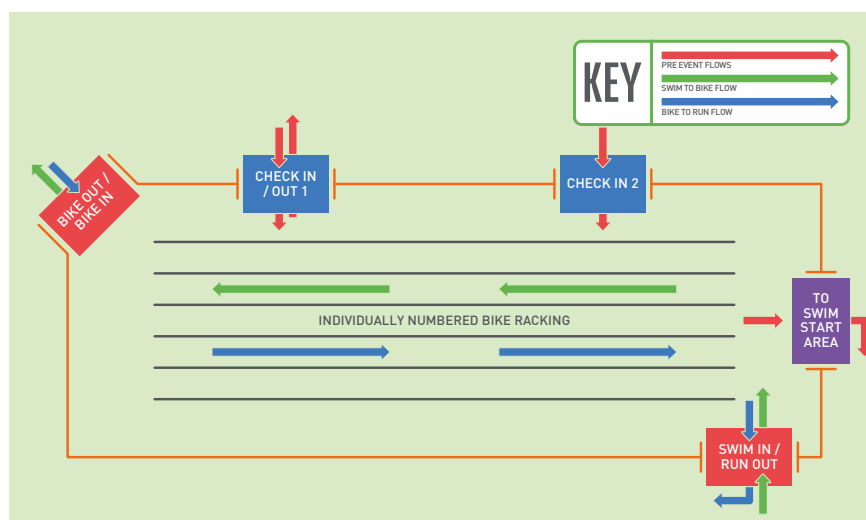 KEY
PRE EVENT FLOWS
SWIM TO BIKE FLOW
BIKE TO RUN FLOW
BIKE OUT /
BIKE IN
CHECK IN
/ OUT 1
CHECK IN 2
INDIVIDUALLY NUMBERED BIKE RACKING
TO
SWIM
START
AREA
SWIM IN /
RUN OUT